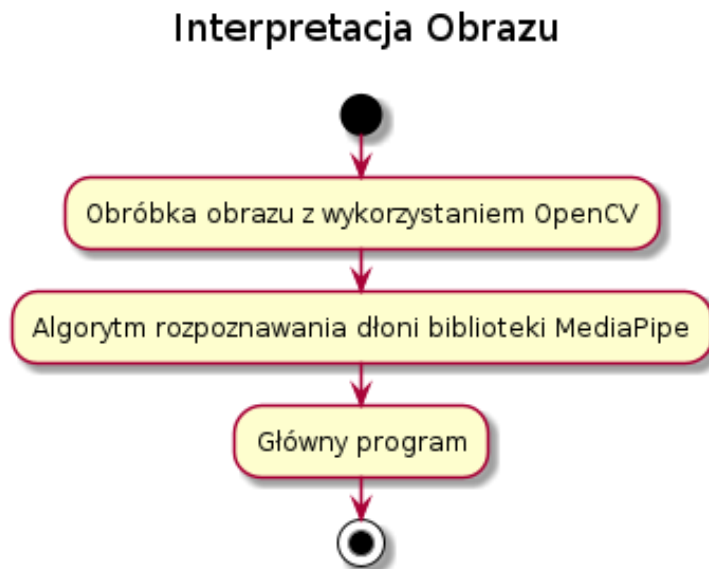 Interpretacja Obrazu
Obróbka obrazu z wykorzystaniem OpenCV
Algorytm rozpoznawania dłoni biblioteki MediaPipe
Główny program